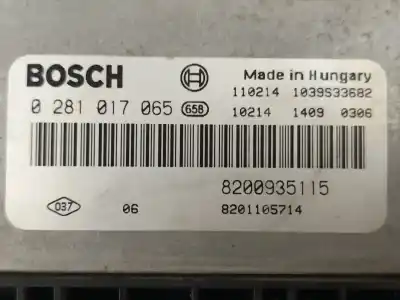 BOSCH
Made in Hungary
110214 1039S33682
0 281 017 065 658
10214 1409 0306
8200935115
037 06 8201105714